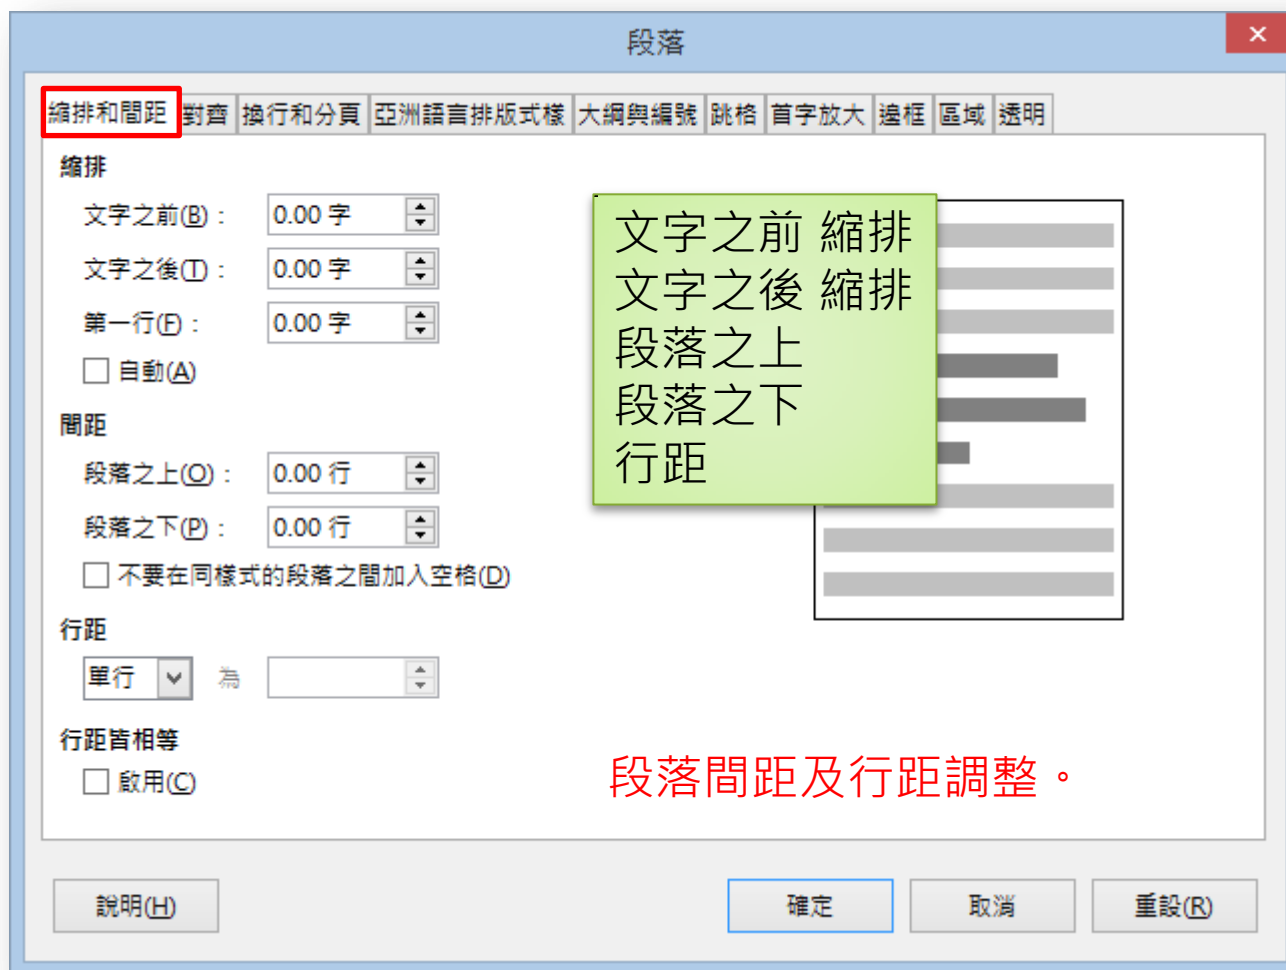 段落
縮排和間距 對齊 換行和分頁 亞洲語言排版式樣 大綱與編號 跳格 首字放大 邊框 區域 透明
縮排
文字之前(B)： 0.00 字
文字之後(T)： 0.00 字
第一行(F)： 0.00 字
自動(A)
間距
段落之上(O)： 0.00 行
段落之下(P)： 0.00 行
不要在同樣式的段落之間加入空格(D)
行距
單行 為
行距皆相等
啟用(C)
文字之前 縮排
文字之後 縮排
段落之上
段落之下
行距
段落間距及行距調整。
說明(H) 確定 取消 重設(R)